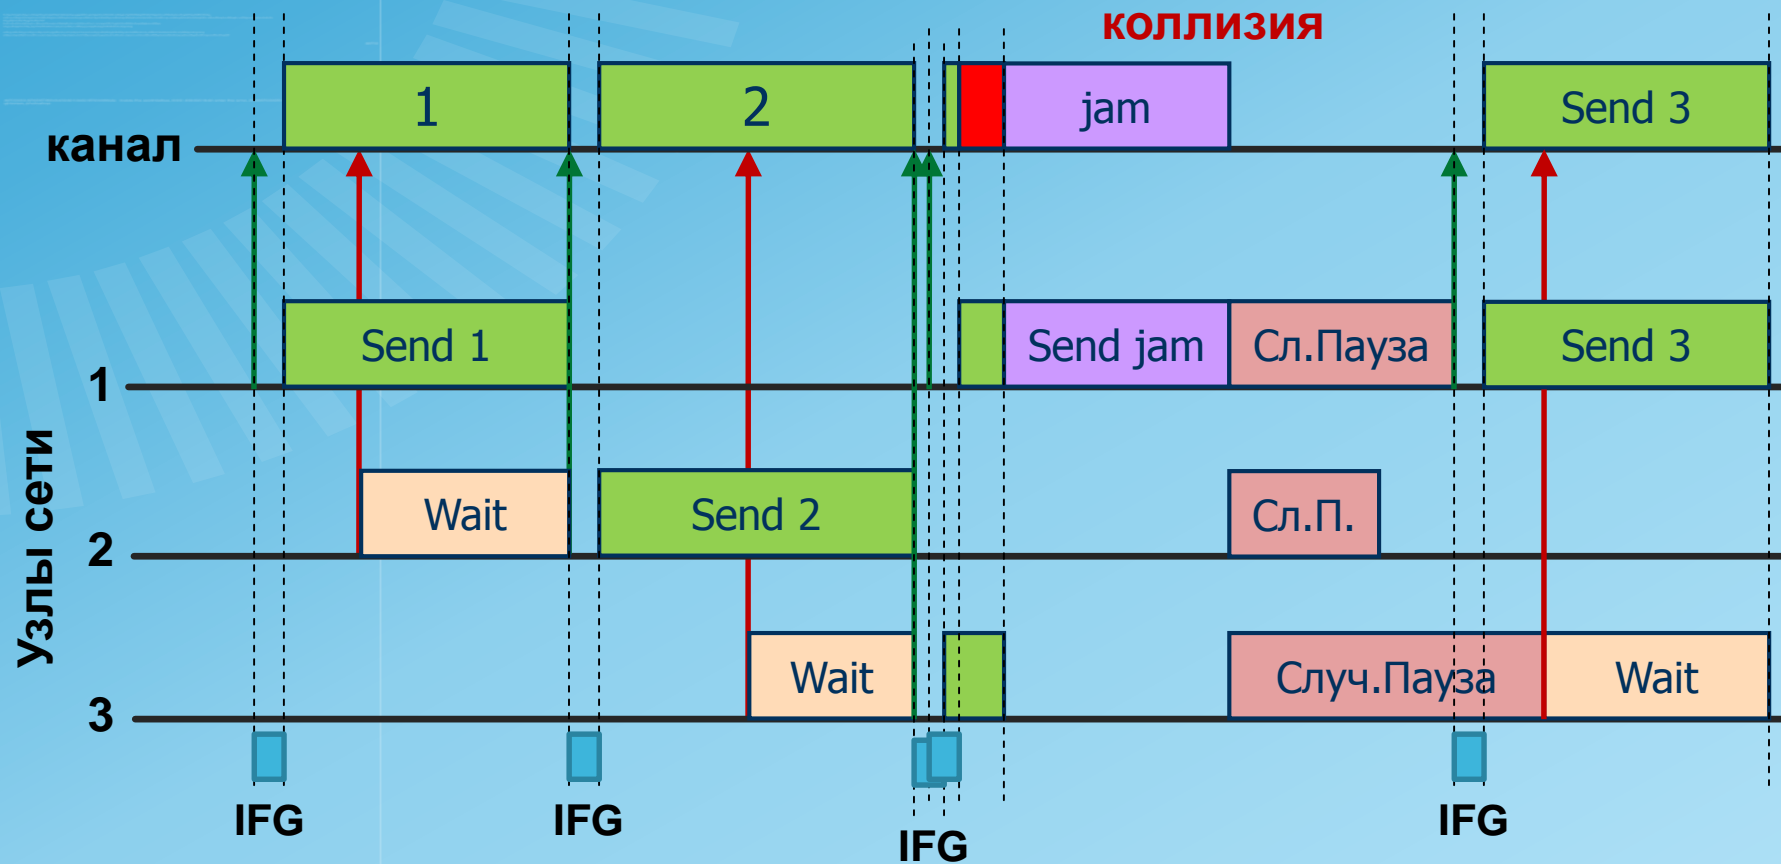 коллизия
1
2
jam
Send 3
канал
Send 1
Send jam
Сл.Пауза
Send 3
1
Wait
Send 2
Сл.П.
2
Wait
Случ.Пауза
Wait
3
Узлы сети
IFG
IFG
IFG
IFG